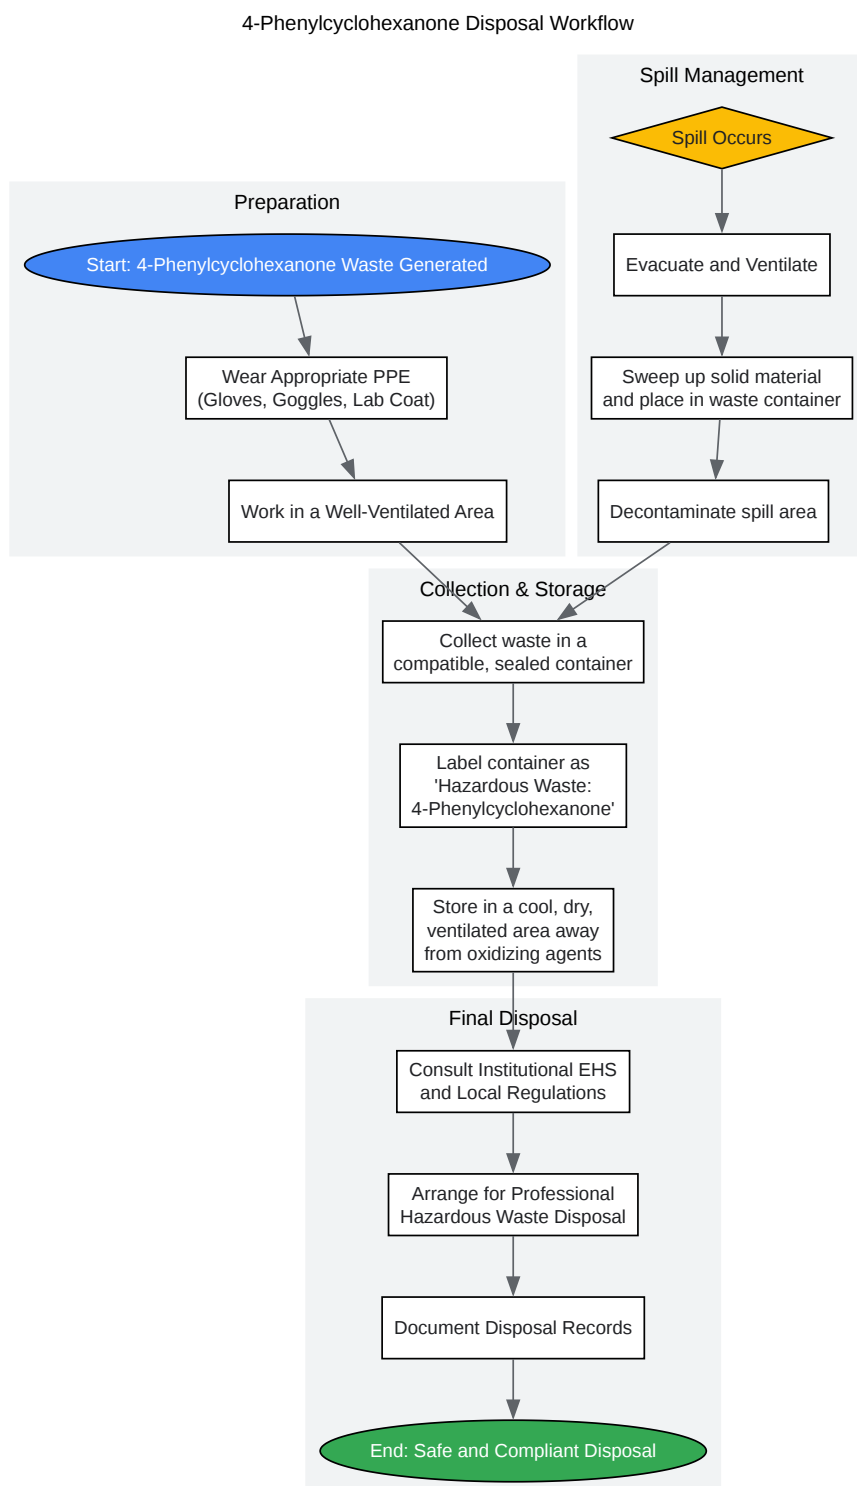 4-Phenylcyclohexanone Disposal Workflow
Spill Management
Spill Occurs
Evacuate and Ventilate
Sweep up solid material
and place in waste container
Decontaminate spill area
Preparation
Start: 4-Phenylcyclohexanone Waste Generated
Wear Appropriate PPE
(Gloves, Goggles, Lab Coat)
Work in a Well-Ventilated Area
Collection & Storage
Collect waste in a
compatible, sealed container
Label container as
'Hazardous Waste:
4-Phenylcyclohexanone'
Store in a cool, dry,
ventilated area away
from oxidizing agents
Final Disposal
Consult Institutional EHS
and Local Regulations
Arrange for Professional
Hazardous Waste Disposal
Document Disposal Records
End: Safe and Compliant Disposal